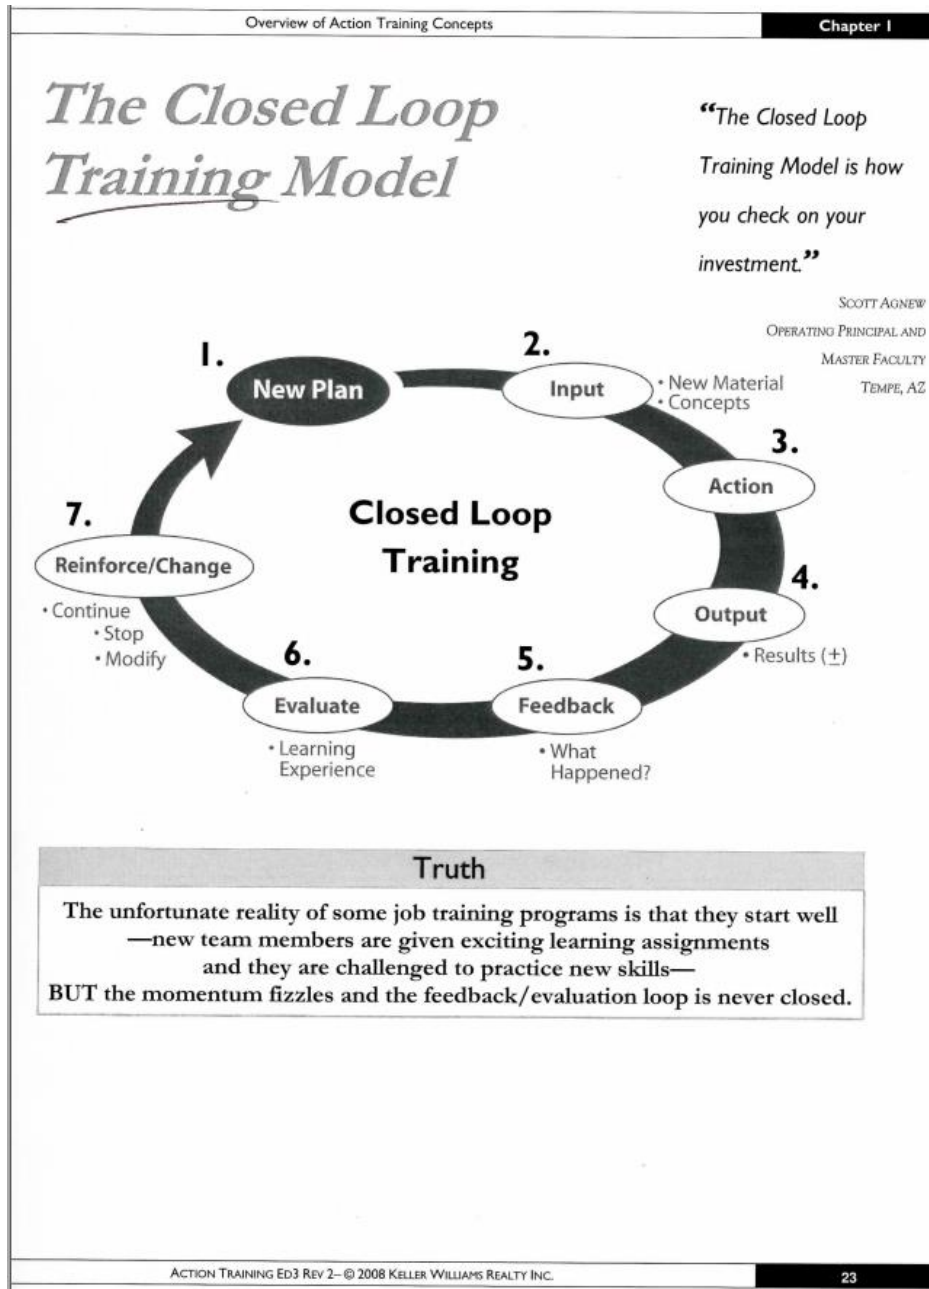 Overview of Action Training Concepts
Chapter 1
The Closed Loop
Training Model
“The Closed Loop
Training Model is how
you check on your
investment.”
SCOTT AGNEW
OPERATING PRINCIPAL AND
MASTER FACULTY
TEMPE, AZ
1.
New Plan
2.
Input
• New Material
• Concepts
3.
Action
4.
Output
• Results (±)
5.
Feedback
• What
Happened?
6.
Evaluate
• Learning
Experience
7.
Reinforce/Change
• Continue
• Stop
• Modify
Closed Loop
Training
Truth
The unfortunate reality of some job training programs is that they start well
—new team members are given exciting learning assignments
and they are challenged to practice new skills—
BUT the momentum fizzles and the feedback/evaluation loop is never closed.
ACTION TRAINING ED3 REV 2– © 2008 KELLER WILLIAMS REALTY INC.
23